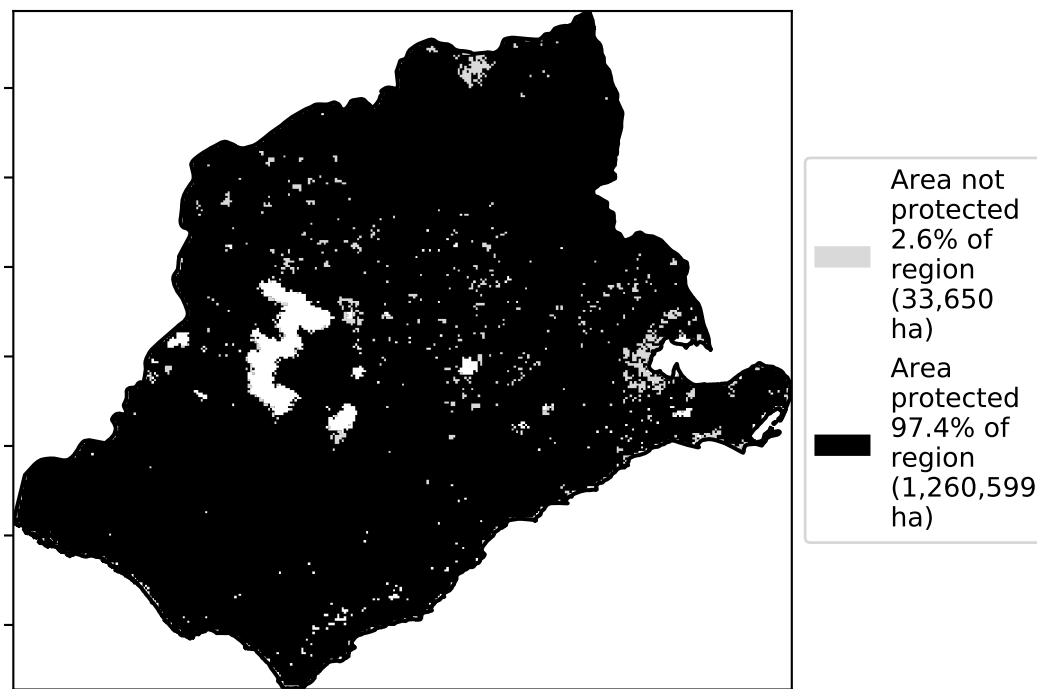 Area not
protected
2.6% of
region
(33,650
ha)
Area
protected
97.4% of
region
(1,260,599
ha)